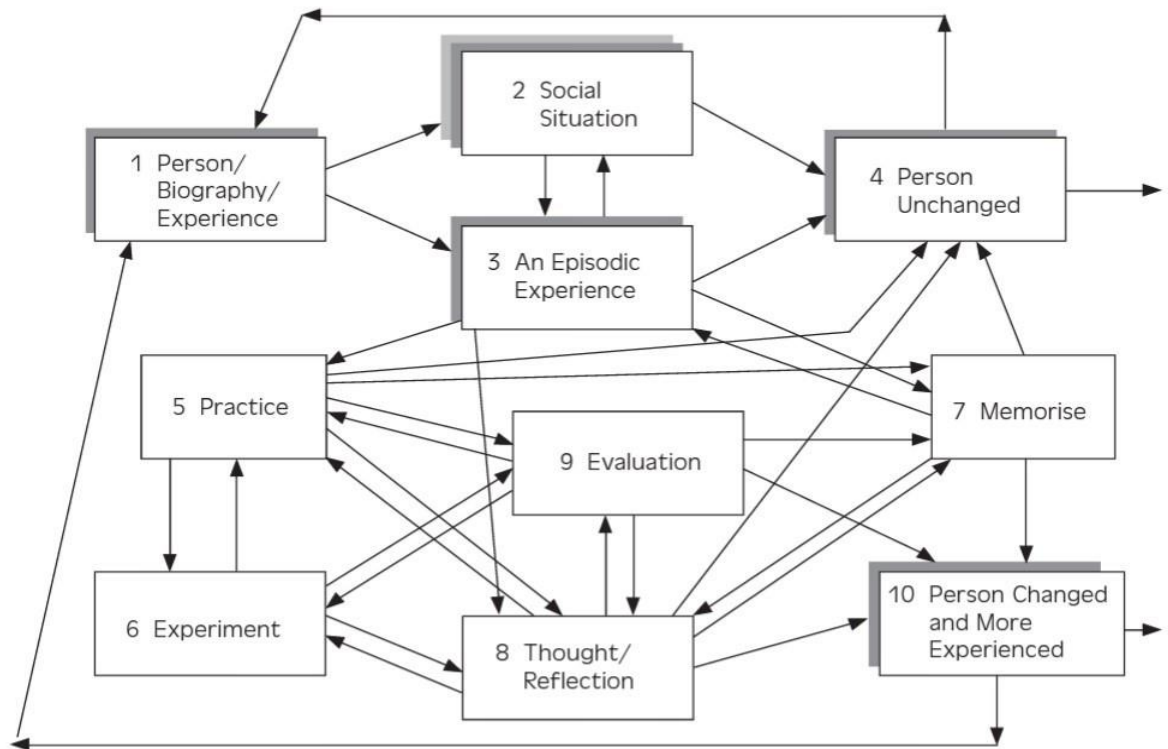 2 Social
Situation
1 Person/
Biography/
Experience
4 Person
Unchanged
3 An Episodic
Experience
5 Practice
7 Memorise
9 Evaluation
6 Experiment
8 Thought/
Reflection
10 Person Changed
and More
Experienced